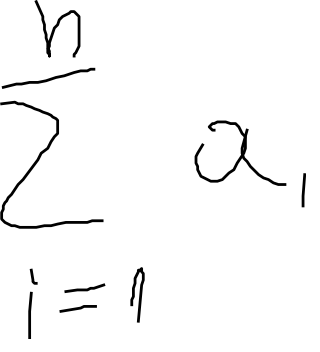 n
∑ a₁
i = 1